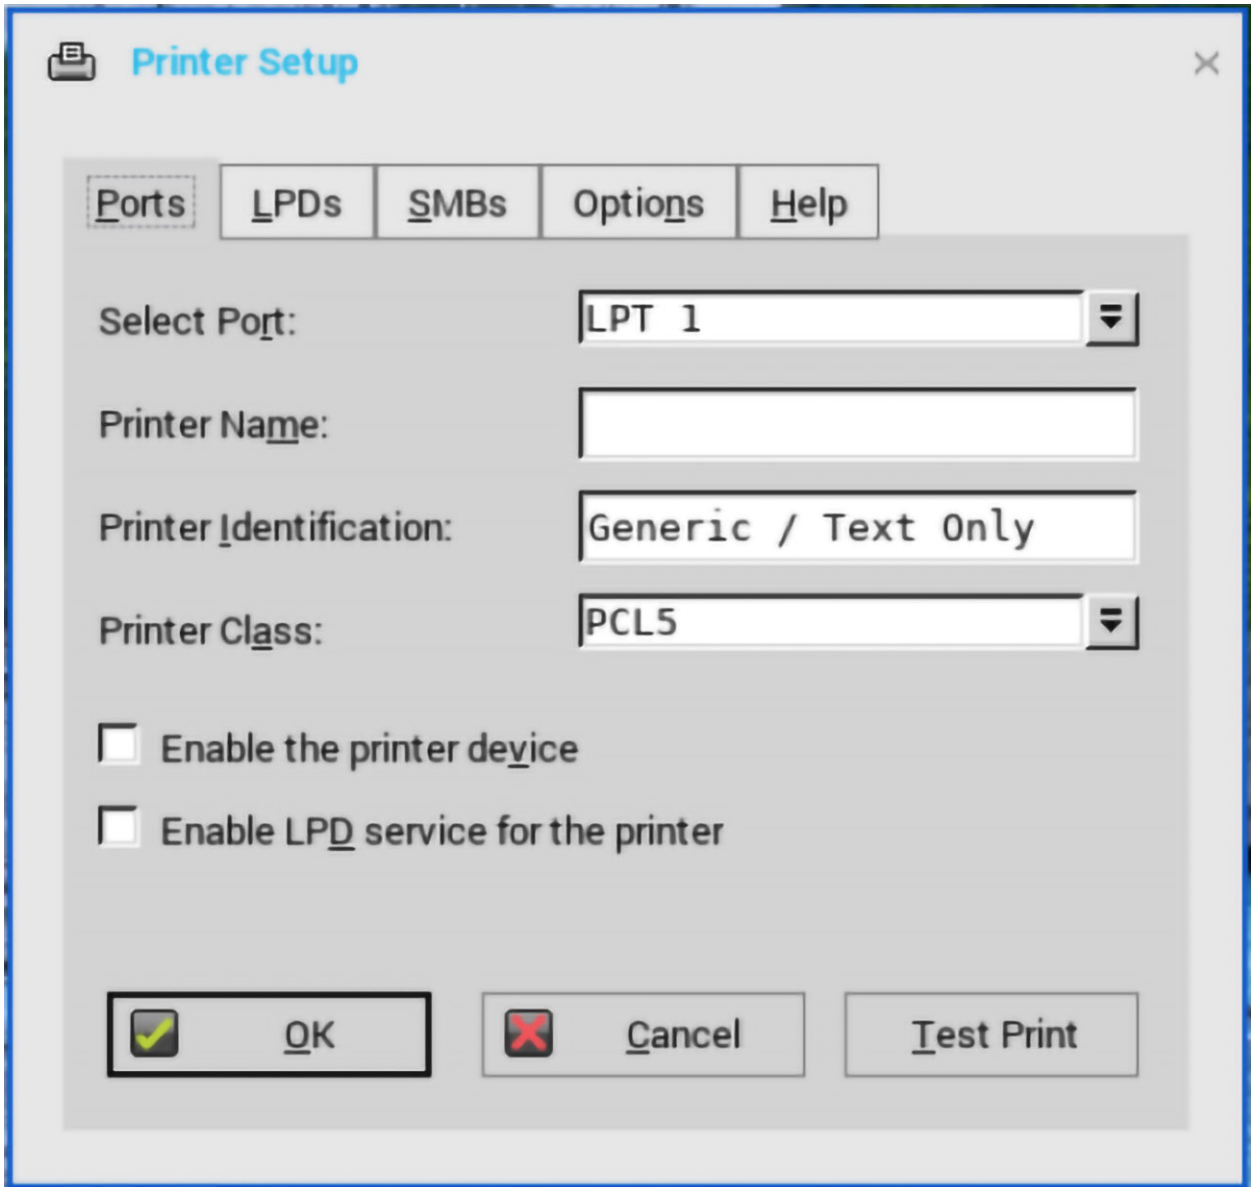 Printer Setup
Ports LPDs SMBs Options Help
Select Port: LPT 1
Printer Name:
Printer Identification: Generic / Text Only
Printer Class: PCL5
Enable the printer device
Enable LPD service for the printer
OK Cancel Test Print